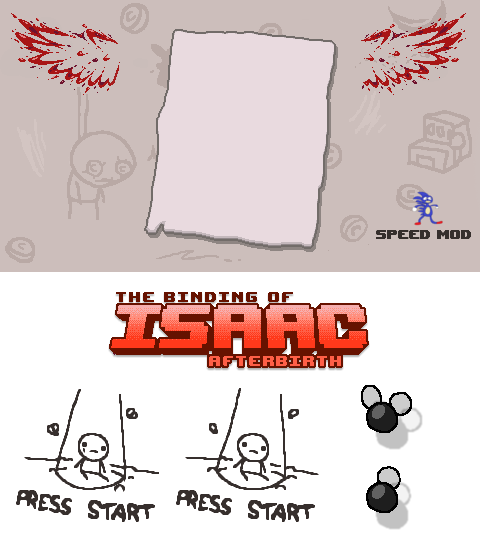 SPEED MOD
THE BINDING OF
ISAAC
AFTERBIRTH
PRESS START
PRESS START